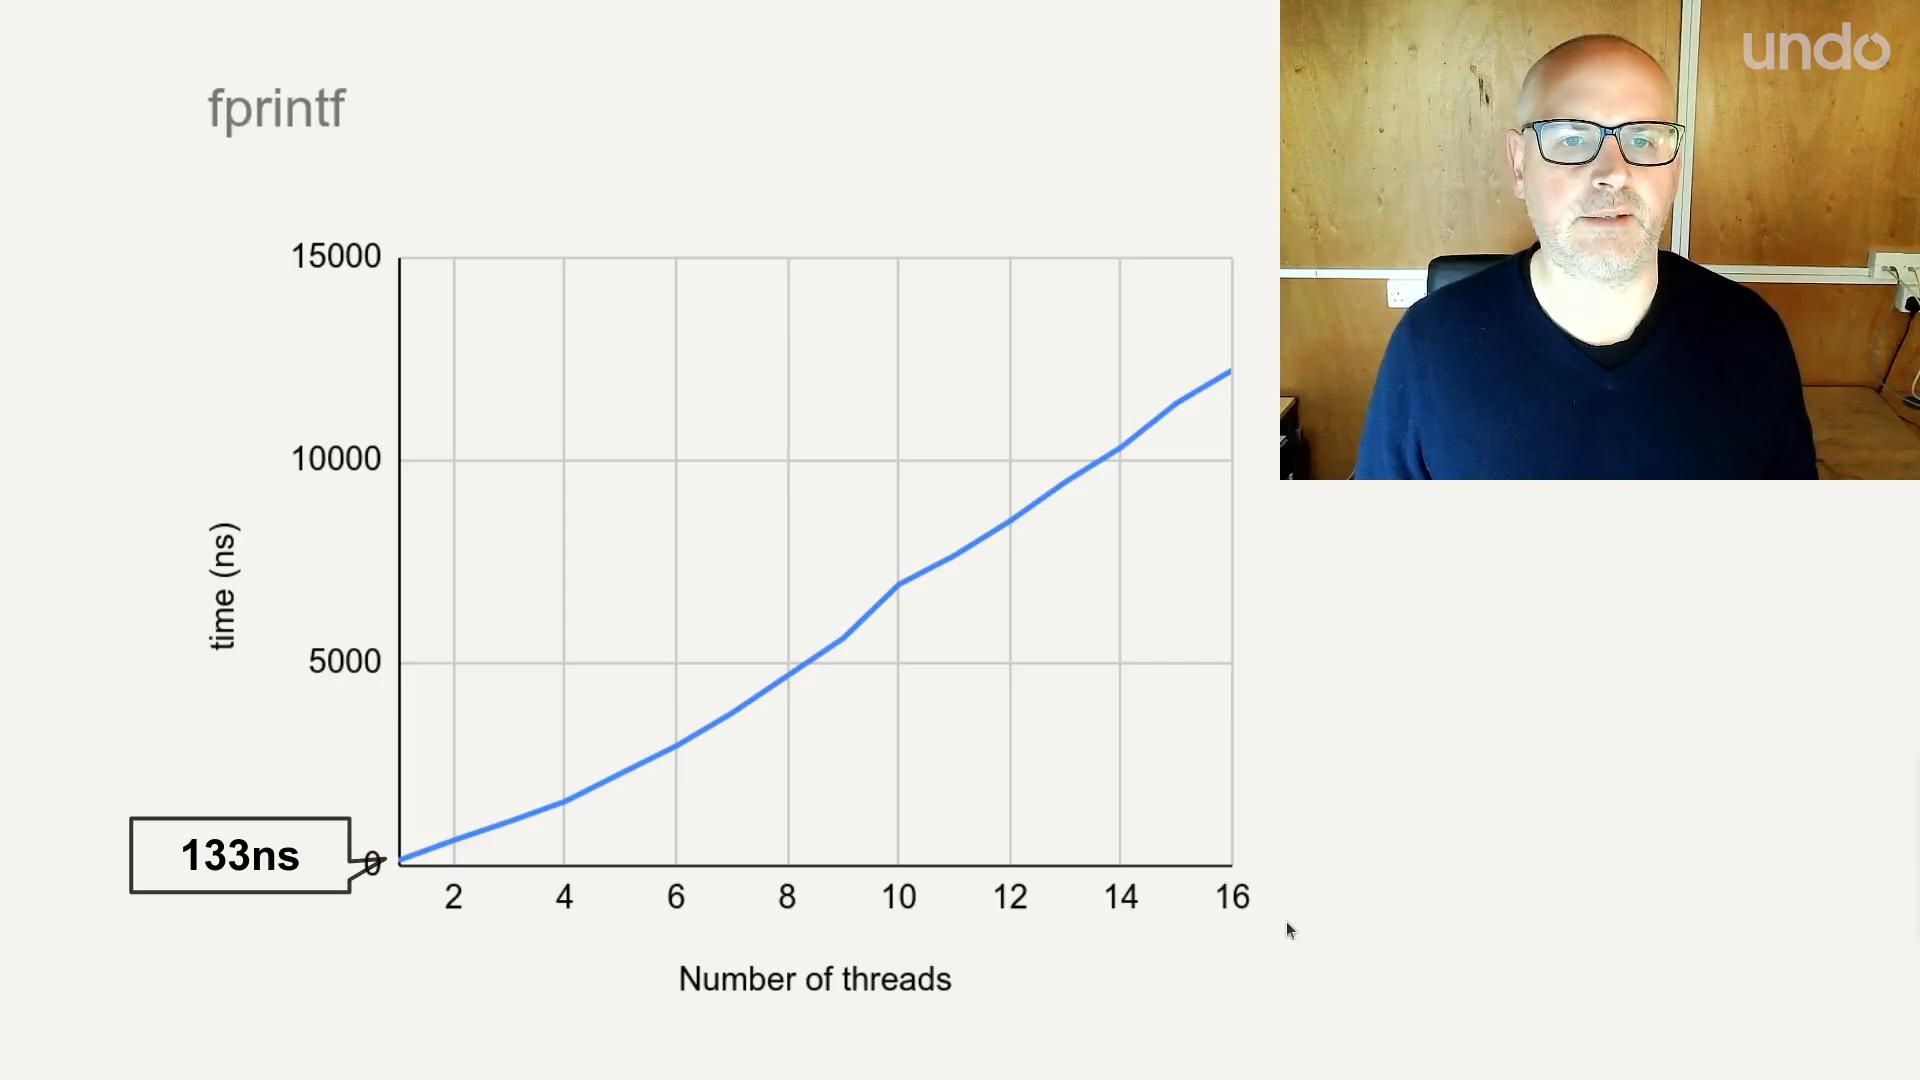 undo
fprintf
15000
10000
5000
0
time (ns)
133ns
2 4 6 8 10 12 14 16
Number of threads